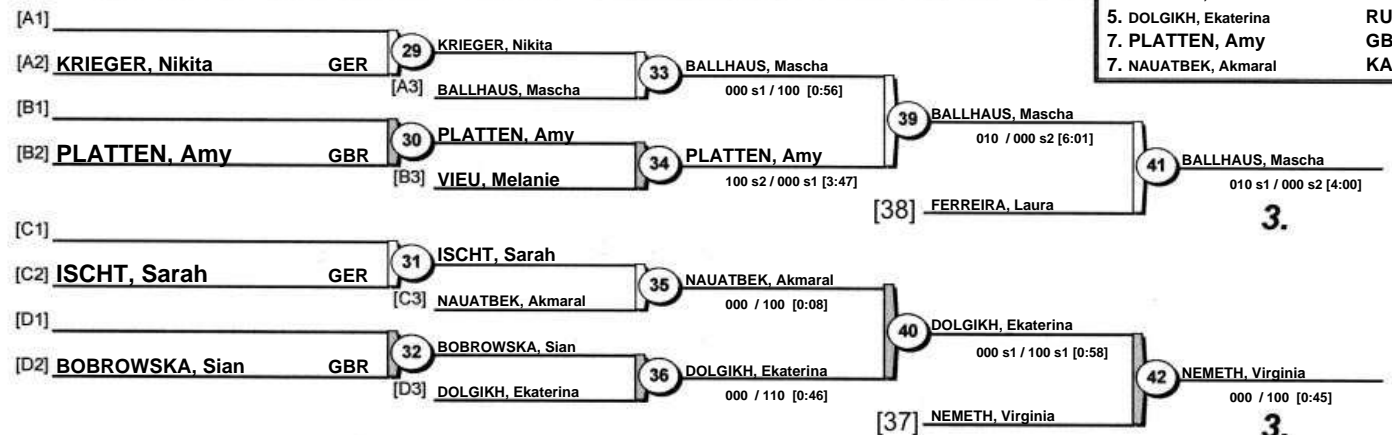 5. DOLGIKH, Ekaterina RU
7. PLATTEN, Amy GB
7. NAUATBEK, Akmaral KA
[A1]
[A2] KRIEGER, Nikita GER
29
KRIEGER, Nikita
[A3] BALLHAUS, Mascha
33
BALLHAUS, Mascha
000 s1 / 100 [0:56]
[B1]
[B2] PLATTEN, Amy GBR
30
PLATTEN, Amy
[B3] VIEU, Melanie
34
PLATTEN, Amy
100 s2 / 000 s1 [3:47]
39
BALLHAUS, Mascha
010 / 000 s2 [6:01]
[38] FERREIRA, Laura
41
BALLHAUS, Mascha
010 s1 / 000 s2 [4:00]
3.
[C1]
[C2] ISCHT, Sarah GER
31
ISCHT, Sarah
[C3] NAUATBEK, Akmaral
35
NAUATBEK, Akmaral
000 / 100 [0:08]
[D1]
[D2] BOBROWSKA, Sian GBR
32
BOBROWSKA, Sian
[D3] DOLGIKH, Ekaterina
36
DOLGIKH, Ekaterina
000 / 110 [0:46]
40
DOLGIKH, Ekaterina
000 s1 / 100 s1 [0:58]
[37] NEMETH, Virginia
42
NEMETH, Virginia
000 / 100 [0:45]
3.